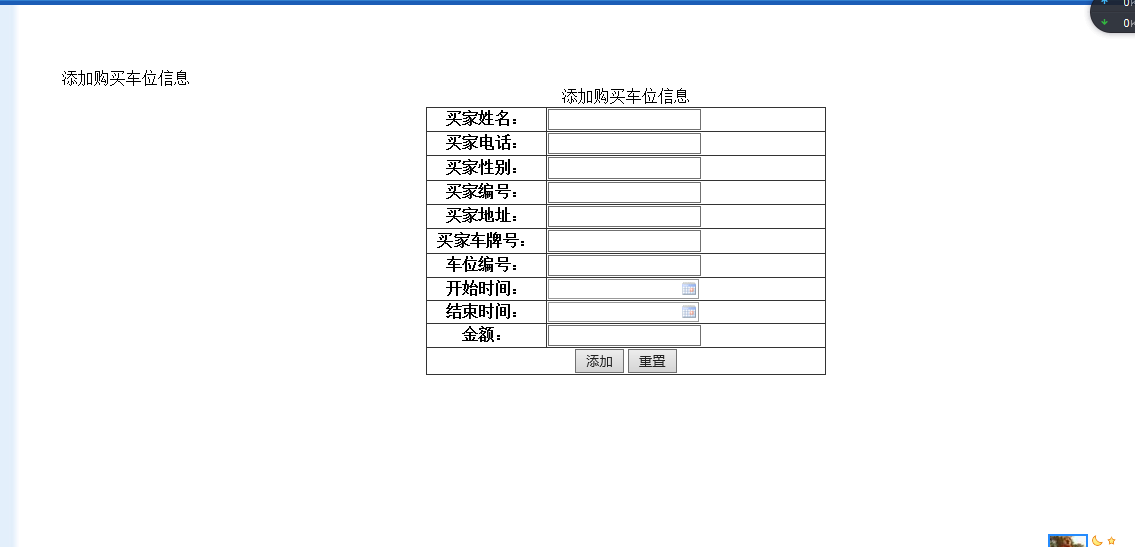 添加购买车位信息
添加购买车位信息
买家姓名：
买家电话：
买家性别：
买家编号：
买家地址：
买家车牌号：
车位编号：
开始时间：
结束时间：
金额：
添加 重置